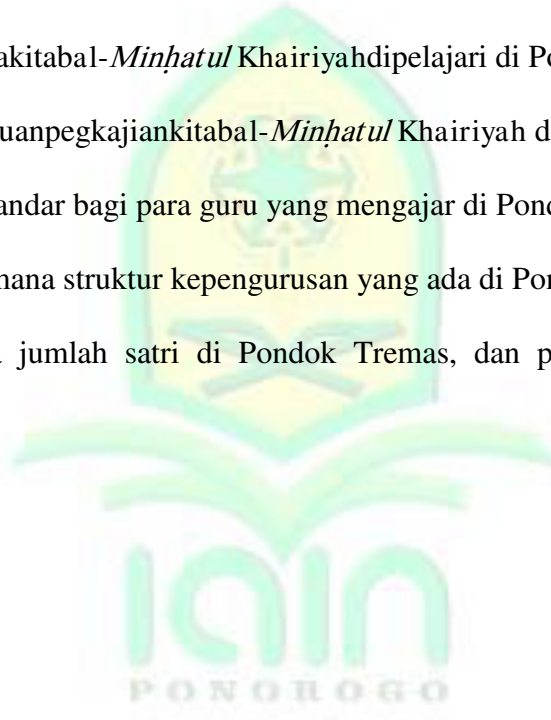 akitabal-Minḥatul Khairiyahdipelajari di Po
uanpegkajiankitabal-Minḥatul Khairiyah d
andar bagi para guru yang mengajar di Pond
nana struktur kepengurusan yang ada di Pon
jumlah satri di Pondok Tremas, dan p
iain
PONOROGO